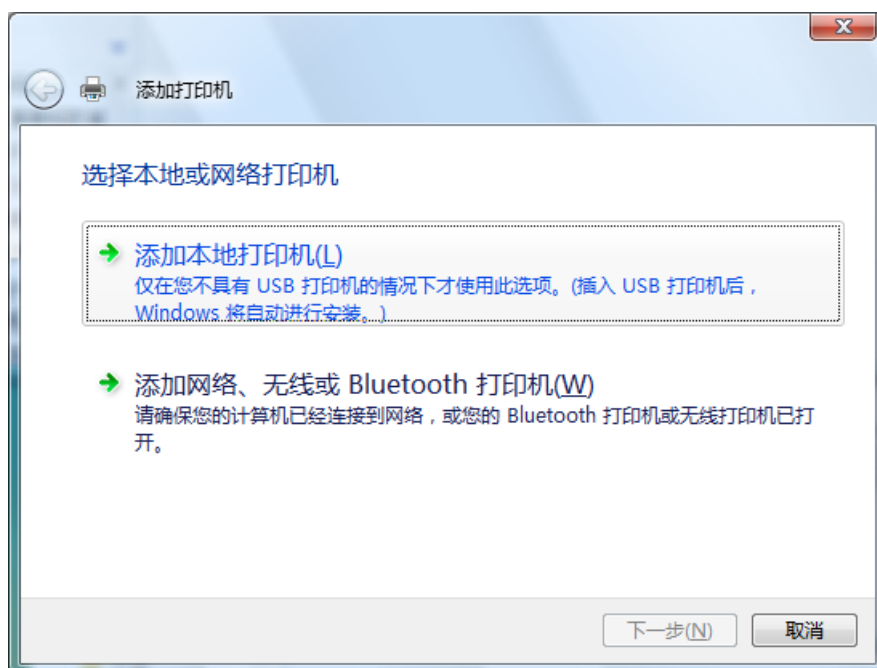 添加打印机
选择本地或网络打印机
添加本地打印机(L)
仅在您不具有 USB 打印机的情况下才使用此选项。(插入 USB 打印机后，
Windows 将自动进行安装。)
添加网络、无线或 Bluetooth 打印机(W)
请确保您的计算机已经连接到网络，或您的 Bluetooth 打印机或无线打印机已打
开。
下一步(N)
取消